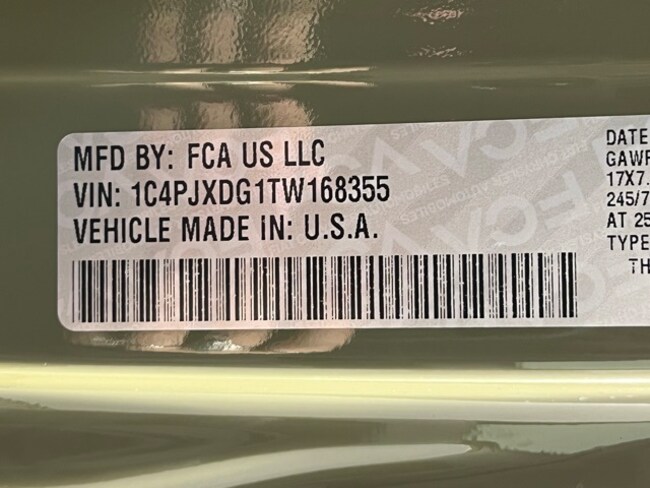 MFD BY: FCA US LLC
VIN: 1C4PJXDG1TW168355
VEHICLE MADE IN: U.S.A.
DATE
GAWR
17X7.
245/7
AT 25
TYPE
TH